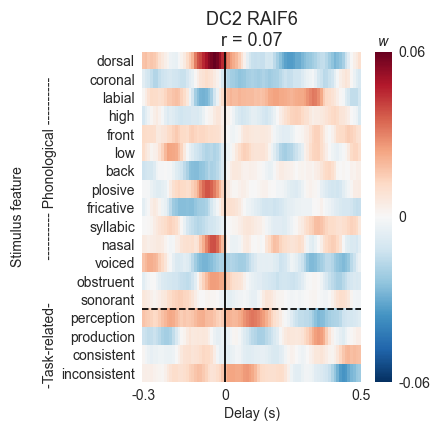 DC2 RAIF6
r = 0.07
w
dorsal
coronal
labial
high
front
low
back
plosive
fricative
syllabic
nasal
voiced
obstruent
sonorant
perception
production
consistent
inconsistent
Stimulus feature
---------- Phonological ----------
-Task-related-
0.06
0
-0.06
-0.3
0
0.5
Delay (s)